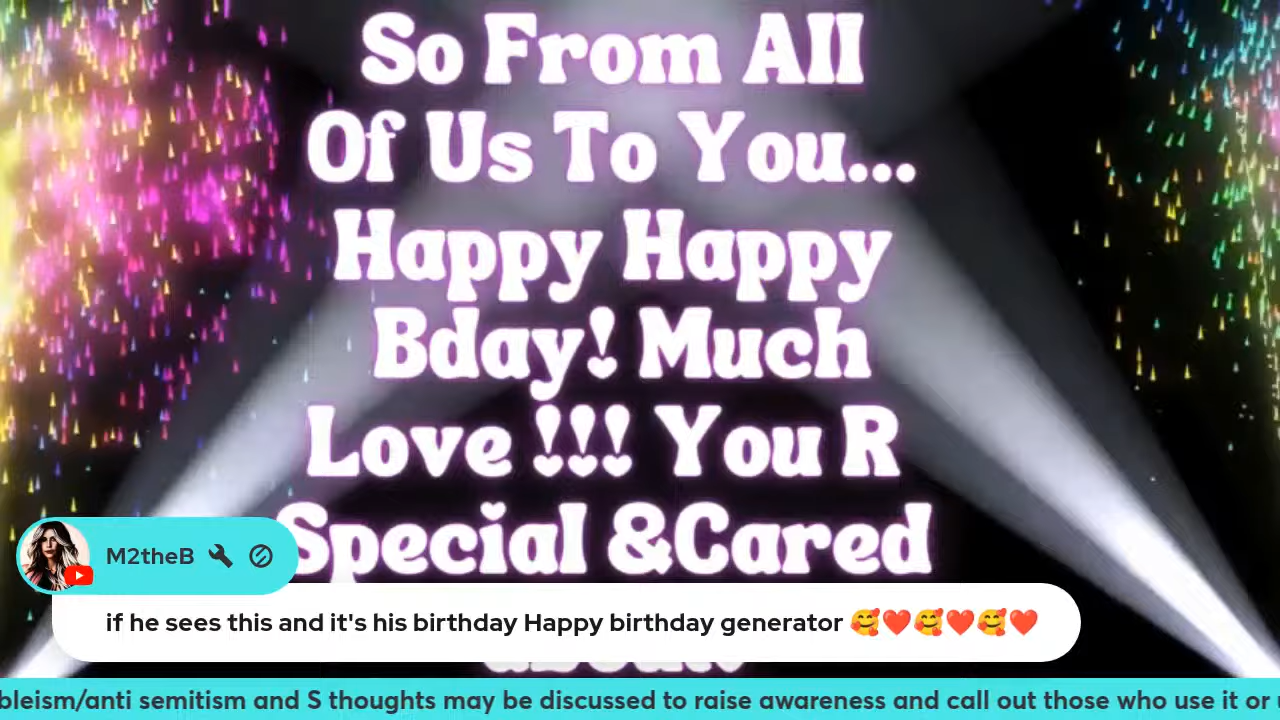 So From All
Of Us To You...
Happy Happy
Bday! Much
Love !!! You R
Special &Cared
M2theB
if he sees this and it's his birthday Happy birthday generator 🥰❤️🥰❤️🥰❤️
bleism/anti semitism and S thoughts may be discussed to raise awareness and call out those who use it or